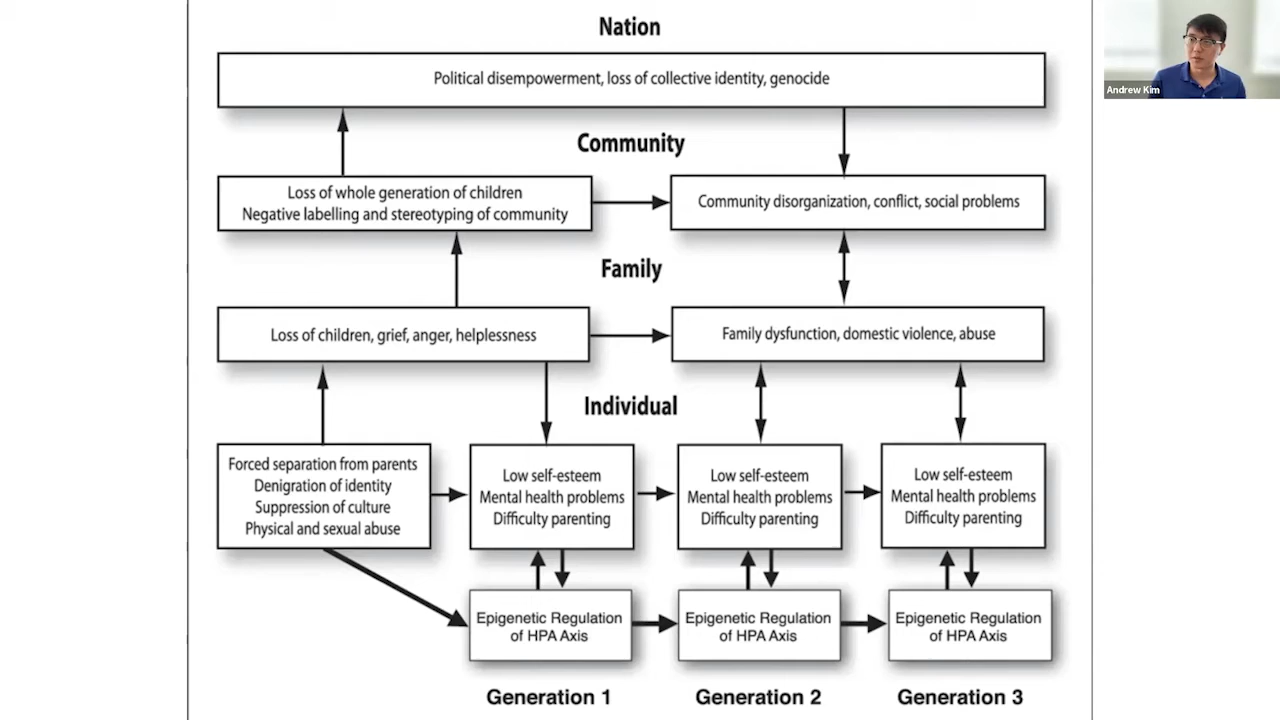 Nation
Political disempowerment, loss of collective identity, genocide
Community
Loss of whole generation of children
Negative labelling and stereotyping of community
Community disorganization, conflict, social problems
Family
Loss of children, grief, anger, helplessness
Family dysfunction, domestic violence, abuse
Individual
Forced separation from parents
Denigration of identity
Suppression of culture
Physical and sexual abuse
Low self-esteem
Mental health problems
Difficulty parenting
Low self-esteem
Mental health problems
Difficulty parenting
Low self-esteem
Mental health problems
Difficulty parenting
Epigenetic Regulation
of HPA Axis
Epigenetic Regulation
of HPA Axis
Epigenetic Regulation
of HPA Axis
Generation 1
Generation 2
Generation 3
Andrew Kim